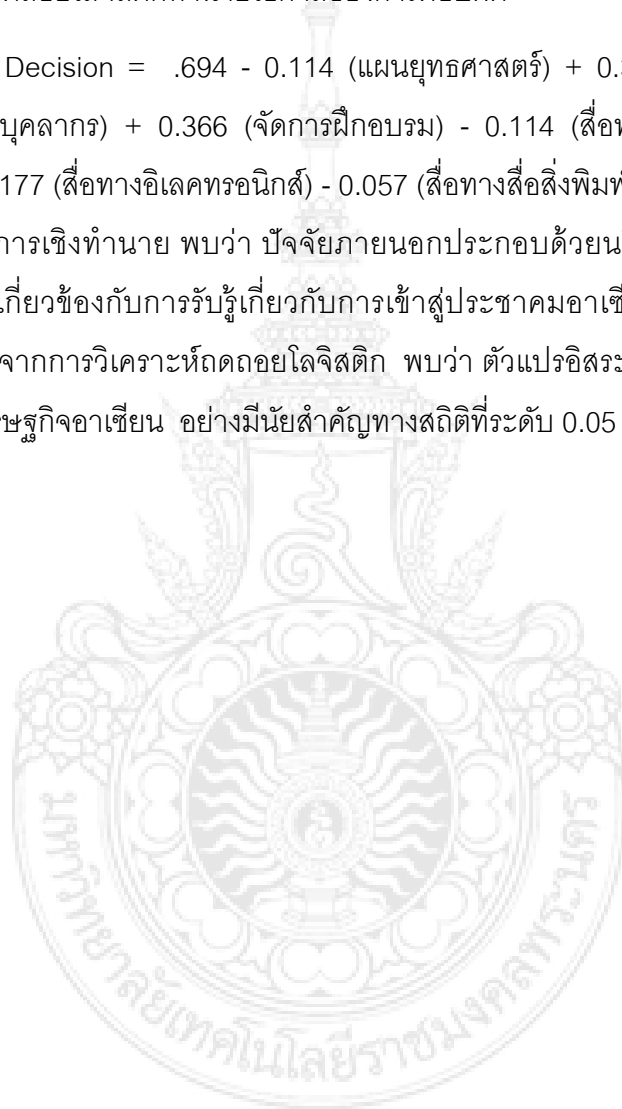 Decision = .694 - 0.114 (แผนยุทธศาสตร์) + 0.
บุคลากร) + 0.366 (จัดการฝึกอบรม) - 0.114
177 (สื่อทางอิเลคทรอนิกส์) - 0.057 (สื่อทางสื่อสิ่งพิมพ์
การเชิงทำนาย พบว่า ปัจจัยภายนอกประกอบด้วยน
เกี่ยวข้องกับการรับรู้เกี่ยวกับการเข้าสู่ประชาคมอาเซี
จากการวิเคราะห์ถดถอยโลจิสติก พบว่า ตัวแปรอิสระ
รษฐกิจอาเซียน อย่างมีนัยสำคัญทางสถิติที่ระดับ 0.05
มหาวิทยาลัยเทคโนโลยีราชมงคลพระนคร